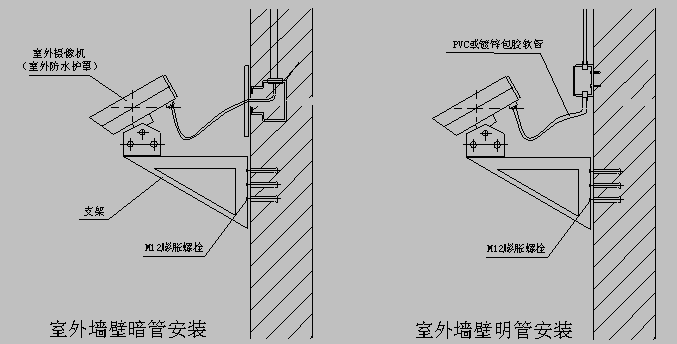 室外摄像机
（室外防水护罩）
支架
M12膨胀螺栓
室外墙壁暗管安装
PVC或镀锌包胶软管
M12膨胀螺栓
室外墙壁明管安装